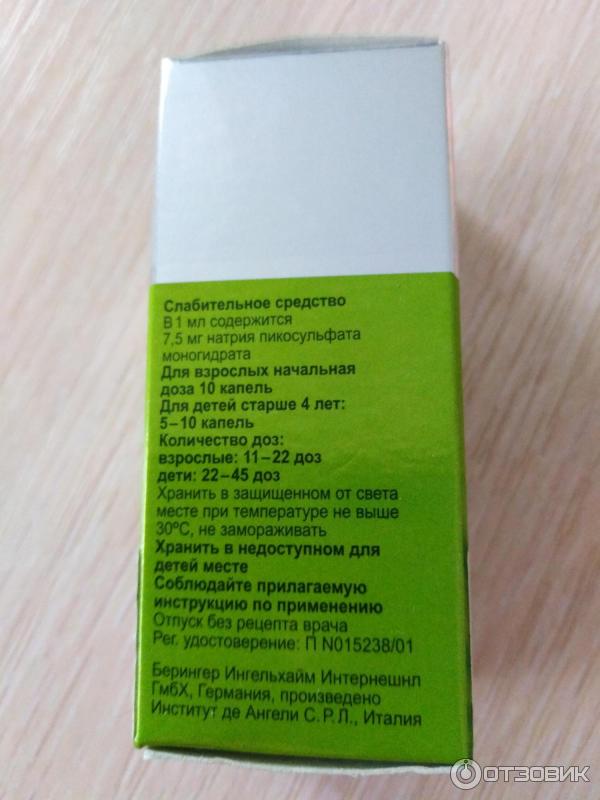 Слабительное средство
В 1 мл содержится
7,5 мг натрия пикосульфата
моногидрата
Для взрослых начальная
доза 10 капель
Для детей старше 4 лет:
5–10 капель
Количество доз:
взрослые: 11–22 доз
дети: 22–45 доз
Хранить в защищенном от света
месте при температуре не выше
30°С, не замораживать
Хранить в недоступном для
детей месте
Соблюдайте прилагаемую
инструкцию по применению
Отпуск без рецепта врача
Рег. удостоверение: П N015238/01
Берингер Ингельхайм Интернешнл
ГмбХ, Германия, произведено
Институт де Ангели С.Р.Л., Италия
ОТЗОВИК